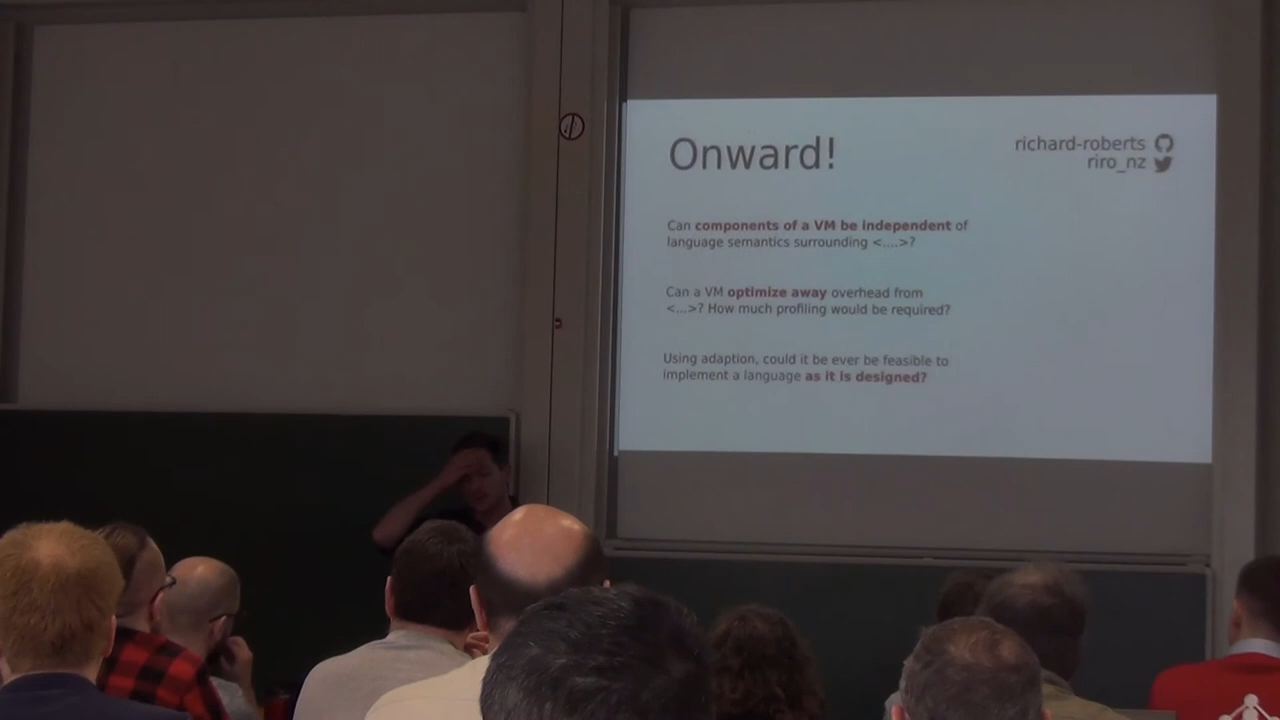 Onward!
richard-roberts
riro_nz
Can components of a VM be independent of
language semantics surrounding <....>?
Can a VM optimize away overhead from
<...>? How much profiling would be required?
Using adaption, could it be ever be feasible to
implement a language as it is designed?